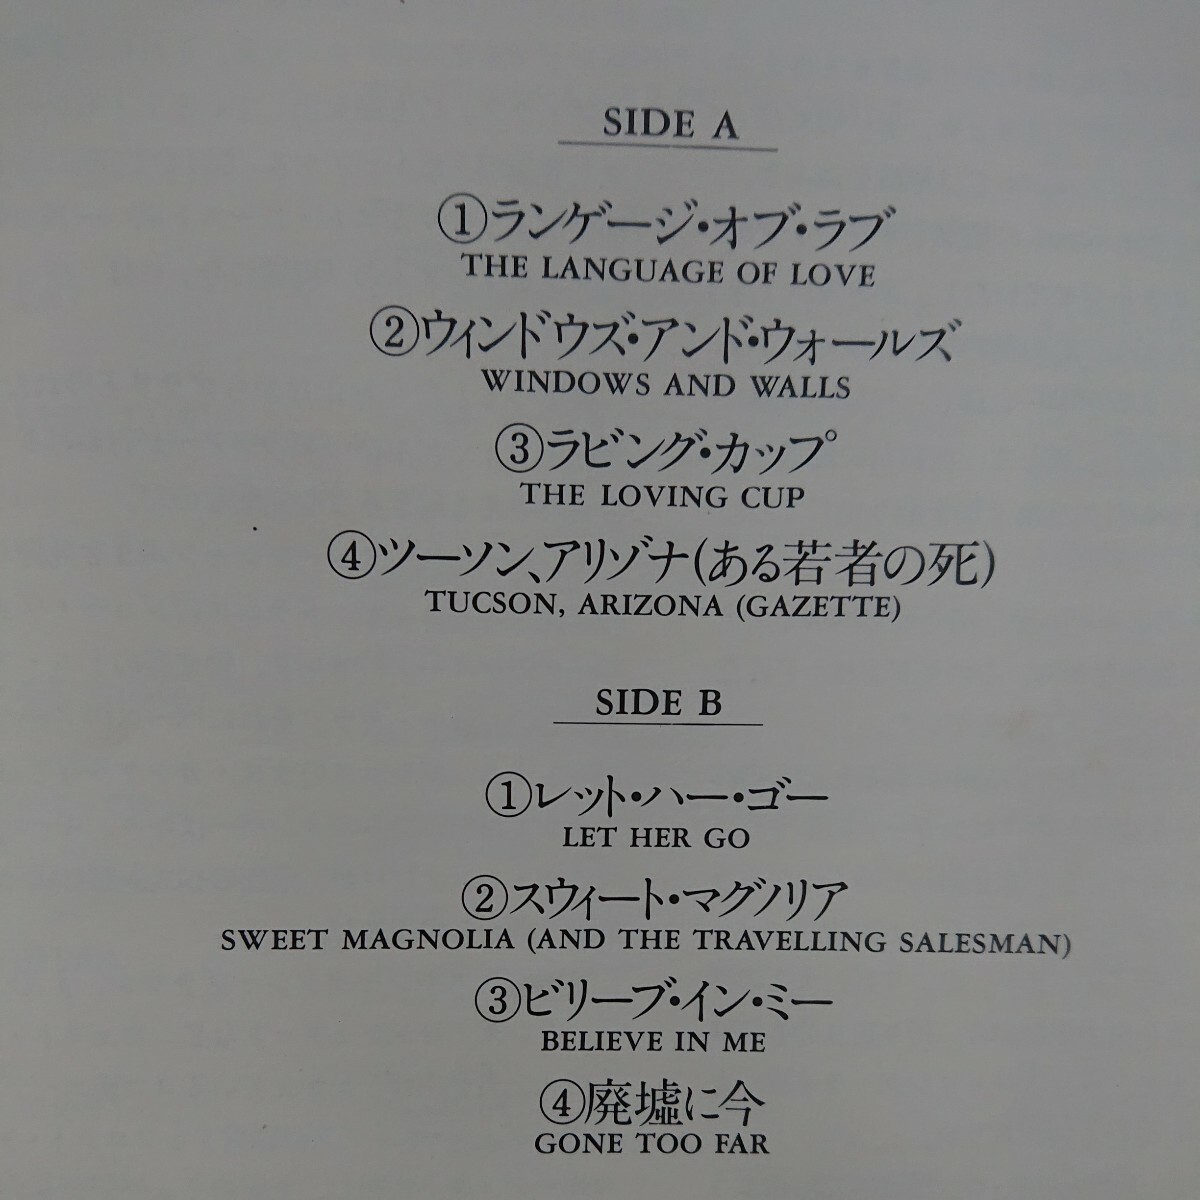 SIDE A
①ランゲージ・オブ・ラブ
THE LANGUAGE OF LOVE
②ウィンドウズ・アンド・ウォールズ
WINDOWS AND WALLS
③ラビング・カップ
THE LOVING CUP
④ツーソン、アリゾナ(ある若者の死)
TUCSON, ARIZONA (GAZETTE)
SIDE B
①レット・ハー・ゴー
LET HER GO
②スウィート・マグノリア
SWEET MAGNOLIA (AND THE TRAVELLING SALESMAN)
③ビリーブ・イン・ミー
BELIEVE IN ME
④廃墟に今
GONE TOO FAR